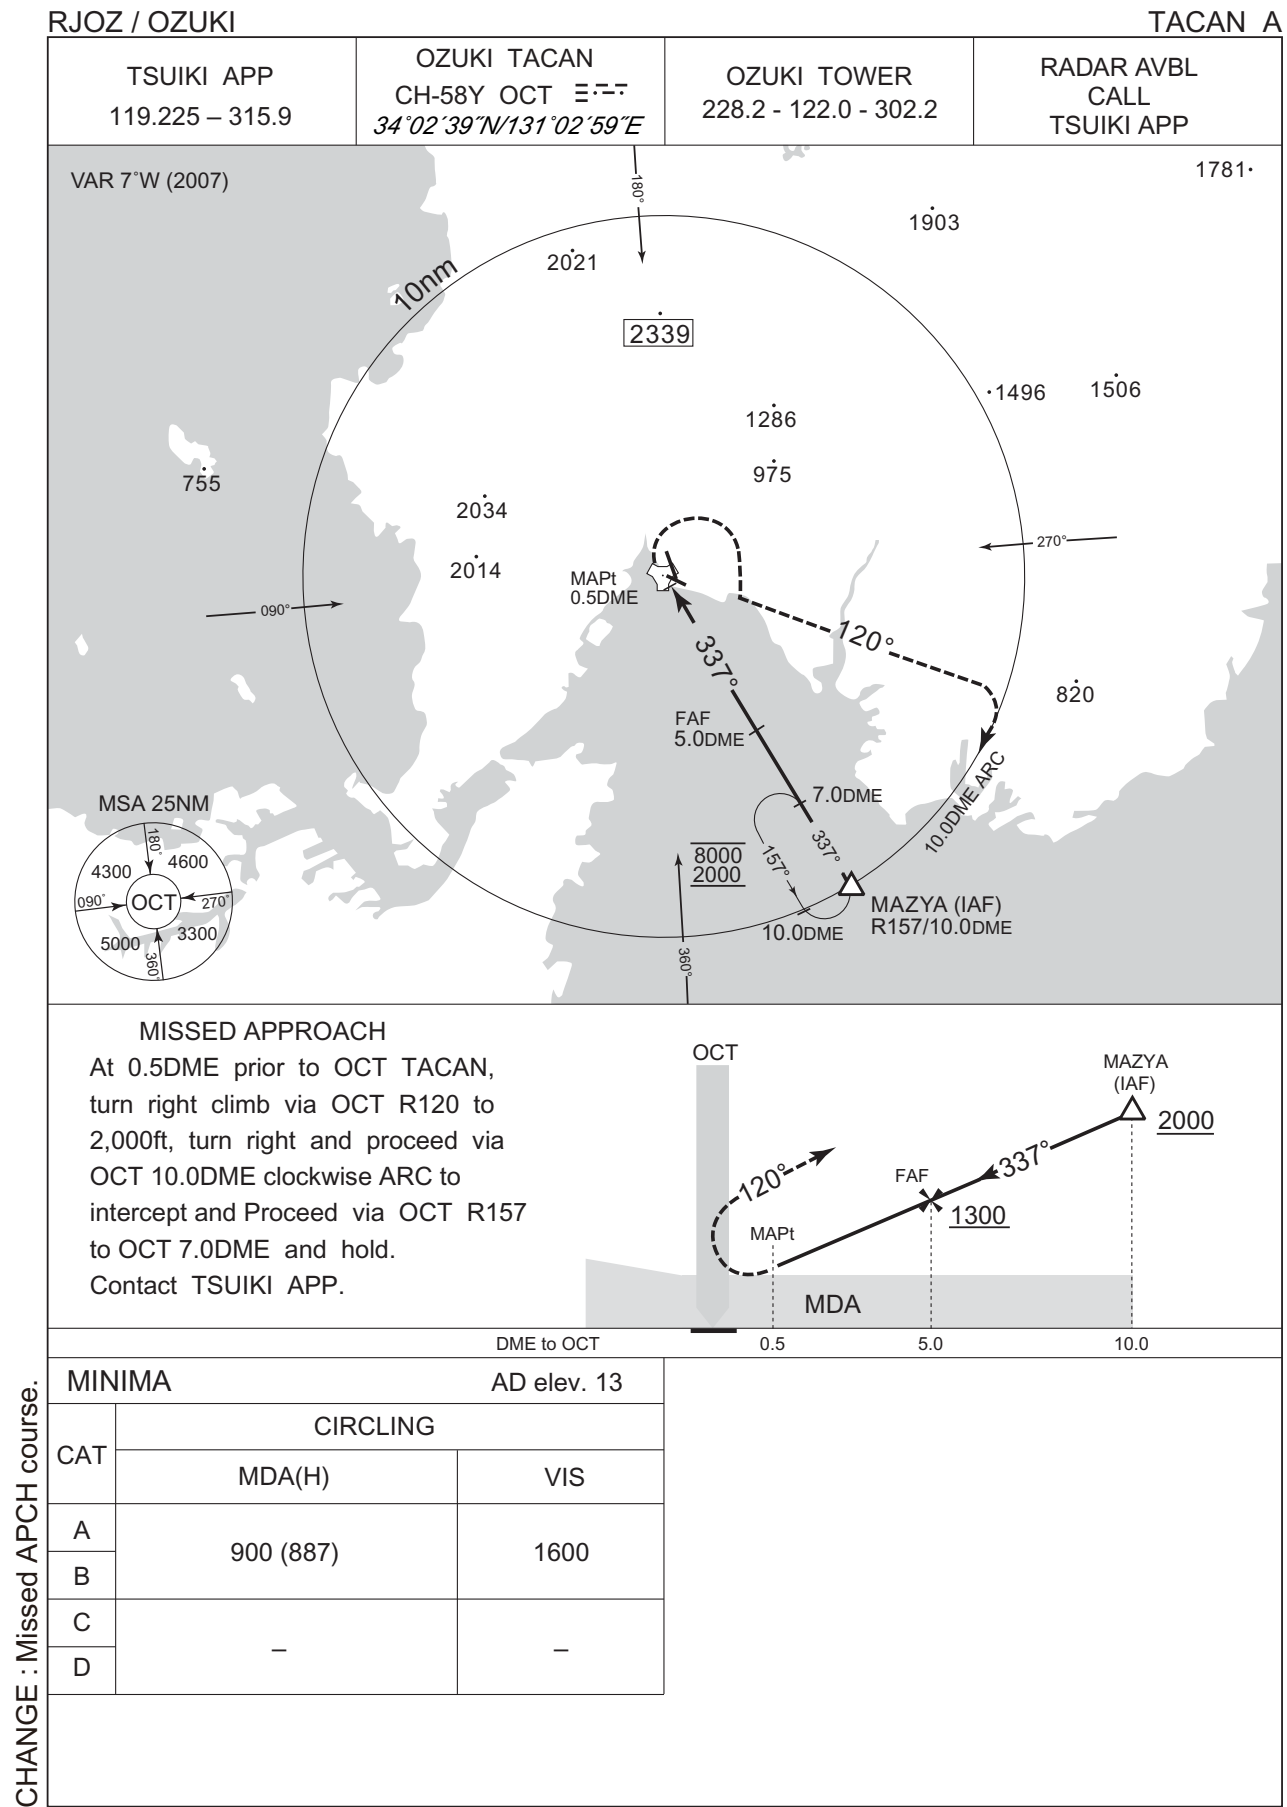 RJOZ / OZUKI
TACAN A
TSUIKI APP
119.225 – 315.9
OZUKI TACAN
CH-58Y OCT
34°02´39˝N/131°02´59˝E
OZUKI TOWER
228.2 - 122.0 - 302.2
RADAR AVBL
CALL
TSUIKI APP
VAR 7°W (2007)
180°
1781
1903
2021
10nm
2339
1496
1506
1286
975
755
2034
2014
270°
MAPt
0.5DME
090°
120°
337°
820
FAF
5.0DME
7.0DME
10.0DME ARC
337°
157°
8000
2000
MAZYA (IAF)
R157/10.0DME
10.0DME
360°
MSA 25NM
180°
4300
4600
090°
OCT
270°
5000
3300
360°
MISSED APPROACH
At 0.5DME prior to OCT TACAN,
turn right climb via OCT R120 to
2,000ft, turn right and proceed via
OCT 10.0DME clockwise ARC to
intercept and Proceed via OCT R157
to OCT 7.0DME and hold.
Contact TSUIKI APP.
OCT
MAZYA
(IAF)
2000
337°
120°
FAF
1300
MAPt
MDA
DME to OCT
0.5
5.0
10.0
MINIMA
AD elev. 13
CAT
CIRCLING
MDA(H)
VIS
A
B
900 (887)
1600
C
D
–
–
CHANGE : Missed APCH course.